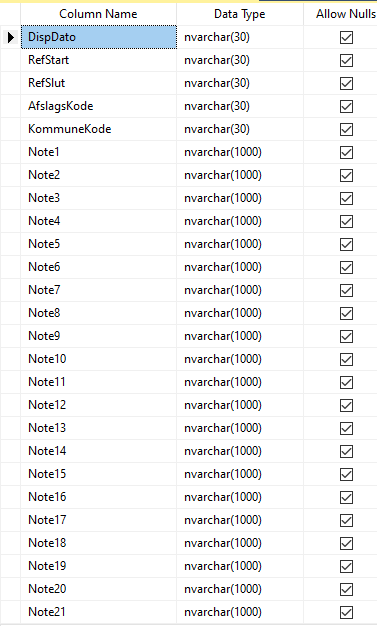 Column Name Data Type Allow Nulls
DispDato nvarchar(30)
RefStart nvarchar(30)
RefSlut nvarchar(30)
AfslagsKode nvarchar(30)
KommuneKode nvarchar(30)
Note1 nvarchar(1000)
Note2 nvarchar(1000)
Note3 nvarchar(1000)
Note4 nvarchar(1000)
Note5 nvarchar(1000)
Note6 nvarchar(1000)
Note7 nvarchar(1000)
Note8 nvarchar(1000)
Note9 nvarchar(1000)
Note10 nvarchar(1000)
Note11 nvarchar(1000)
Note12 nvarchar(1000)
Note13 nvarchar(1000)
Note14 nvarchar(1000)
Note15 nvarchar(1000)
Note16 nvarchar(1000)
Note17 nvarchar(1000)
Note18 nvarchar(1000)
Note19 nvarchar(1000)
Note20 nvarchar(1000)
Note21 nvarchar(1000)